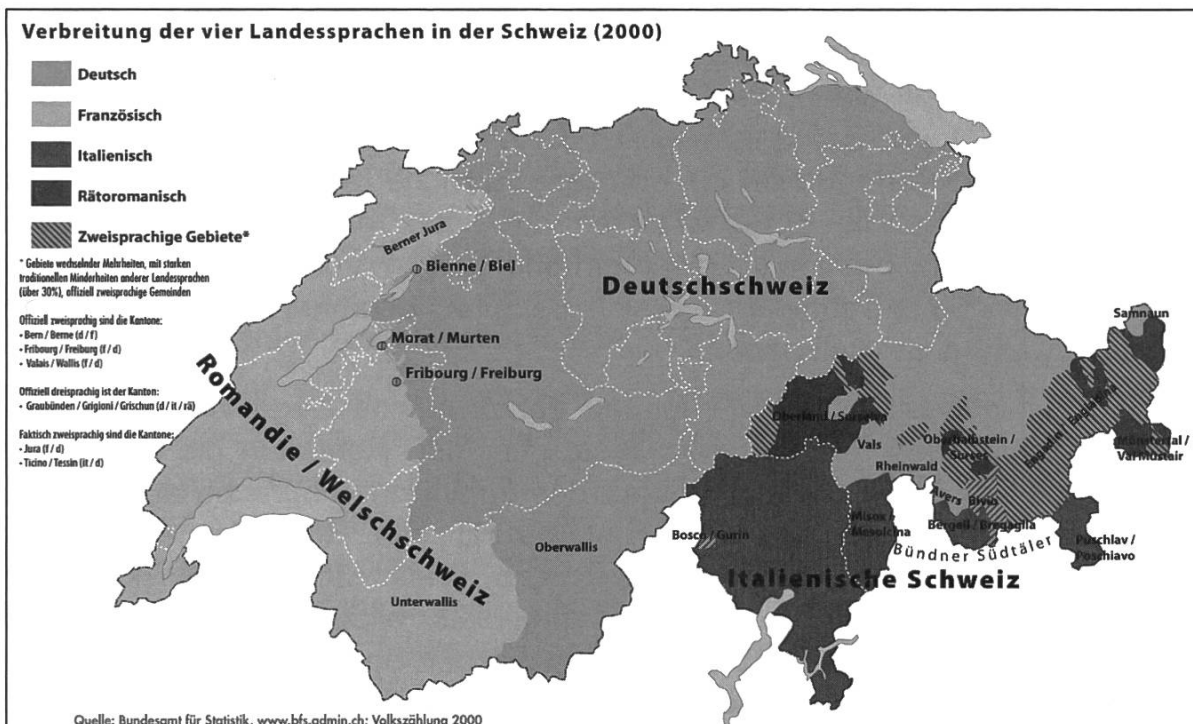 Verbreitung der vier Landessprachen in der Schweiz (2000)
Deutsch
Französisch
Italienisch
Rätoromanisch
Zweisprachige Gebiete*
* Gebiete wechselnder Mehrheiten, mit starken
traditionellen Minderheiten anderer Landessprachen
(über 30%), offiziell zweisprachige Gemeinden
Offiziell zweisprachig sind die Kantone:
• Bern / Berne (d / f)
• Fribourg / Freiburg (f / d)
• Valais / Wallis (f / d)
Offiziell dreisprachig ist der Kanton:
• Graubünden / Grigioni / Grischun (d / it / rä)
Faktisch zweisprachig sind die Kantone:
• Jura (f / d)
• Ticino / Tessin (it / d)
Berner Jura
Bienne / Biel
Deutschschweiz
Morat / Murten
Fribourg / Freiburg
Romandie / Welschschweiz
Samnaun
Oberland / Surselva
Engadin / Engiadina
Vals
Oberhalbstein /
Surses
Münstertal /
Val Müstair
Rheinwald
Avers
Bivio
Misox =
Mesolcina
Bergell / Bregaglia
Bosco / Gurin
Puschlav /
Poschiavo
Bündner Südtäler
Oberwallis
Italienische Schweiz
Unterwallis
Quelle: Bundesamt für Statistik, www.bfs.admin.ch; Volkszählung 2000